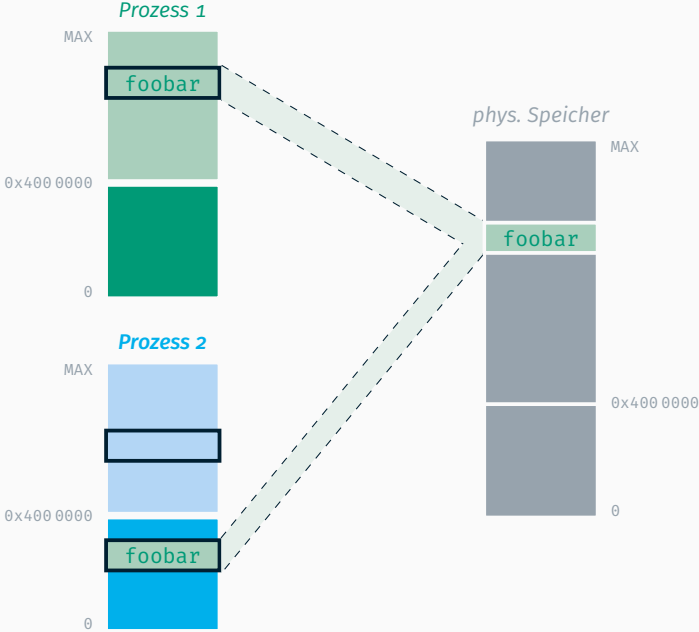 Prozess 1
MAX
foobar
0x400 0000
0
phys. Speicher
MAX
foobar
0x400 0000
0
Prozess 2
MAX
0x400 0000
foobar
0